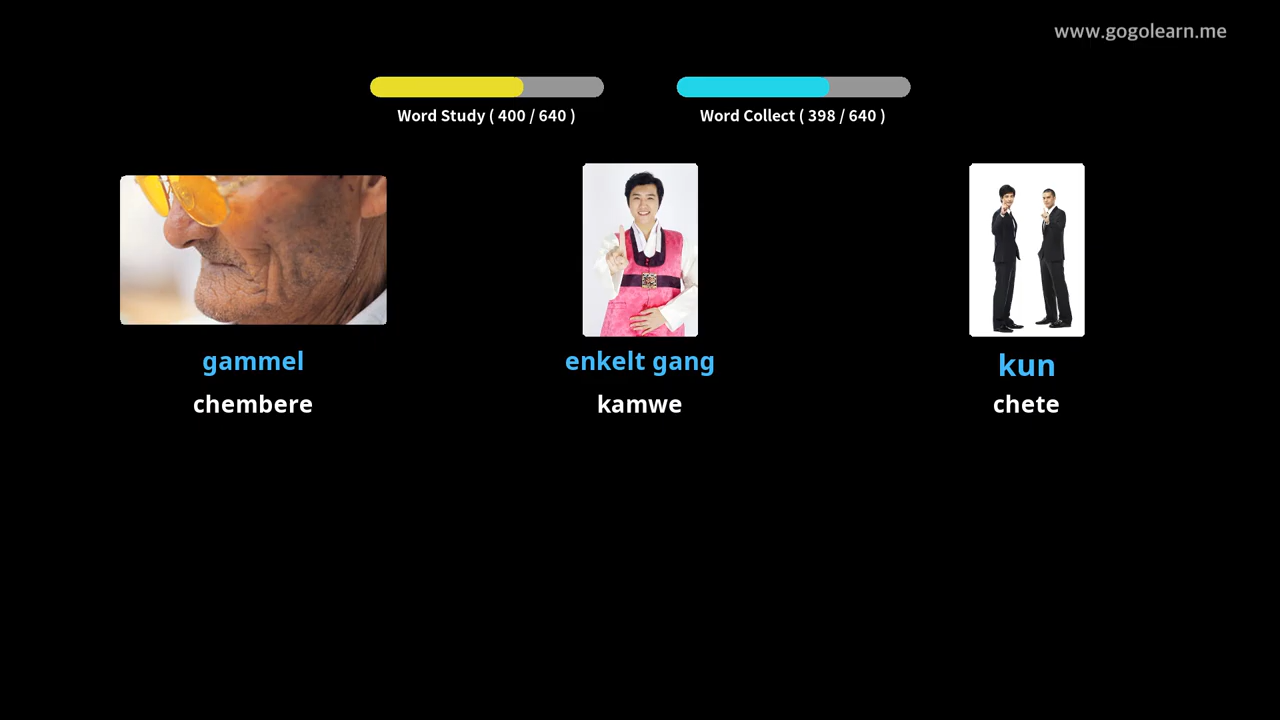 www.gogolearn.me
Word Study ( 400 / 640 )
Word Collect ( 398 / 640 )
gammel
chembere
enkelt gang
kamwe
kun
chete